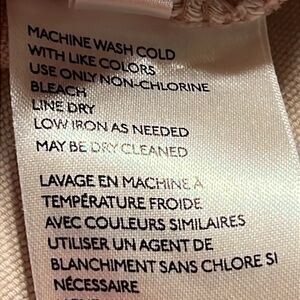 MACHINE WASH COLD
WITH LIKE COLORS
USE ONLY NON-CHLORINE
BLEACH
LINE DRY
LOW IRON AS NEEDED
MAY BE DRY CLEANED
LAVAGE EN MACHINE À
TEMPÉRATURE FROIDE
AVEC COULEURS SIMILAIRES
UTILISER UN AGENT DE
BLANCHIMENT SANS CHLORE SI
NÉCESSAIRE